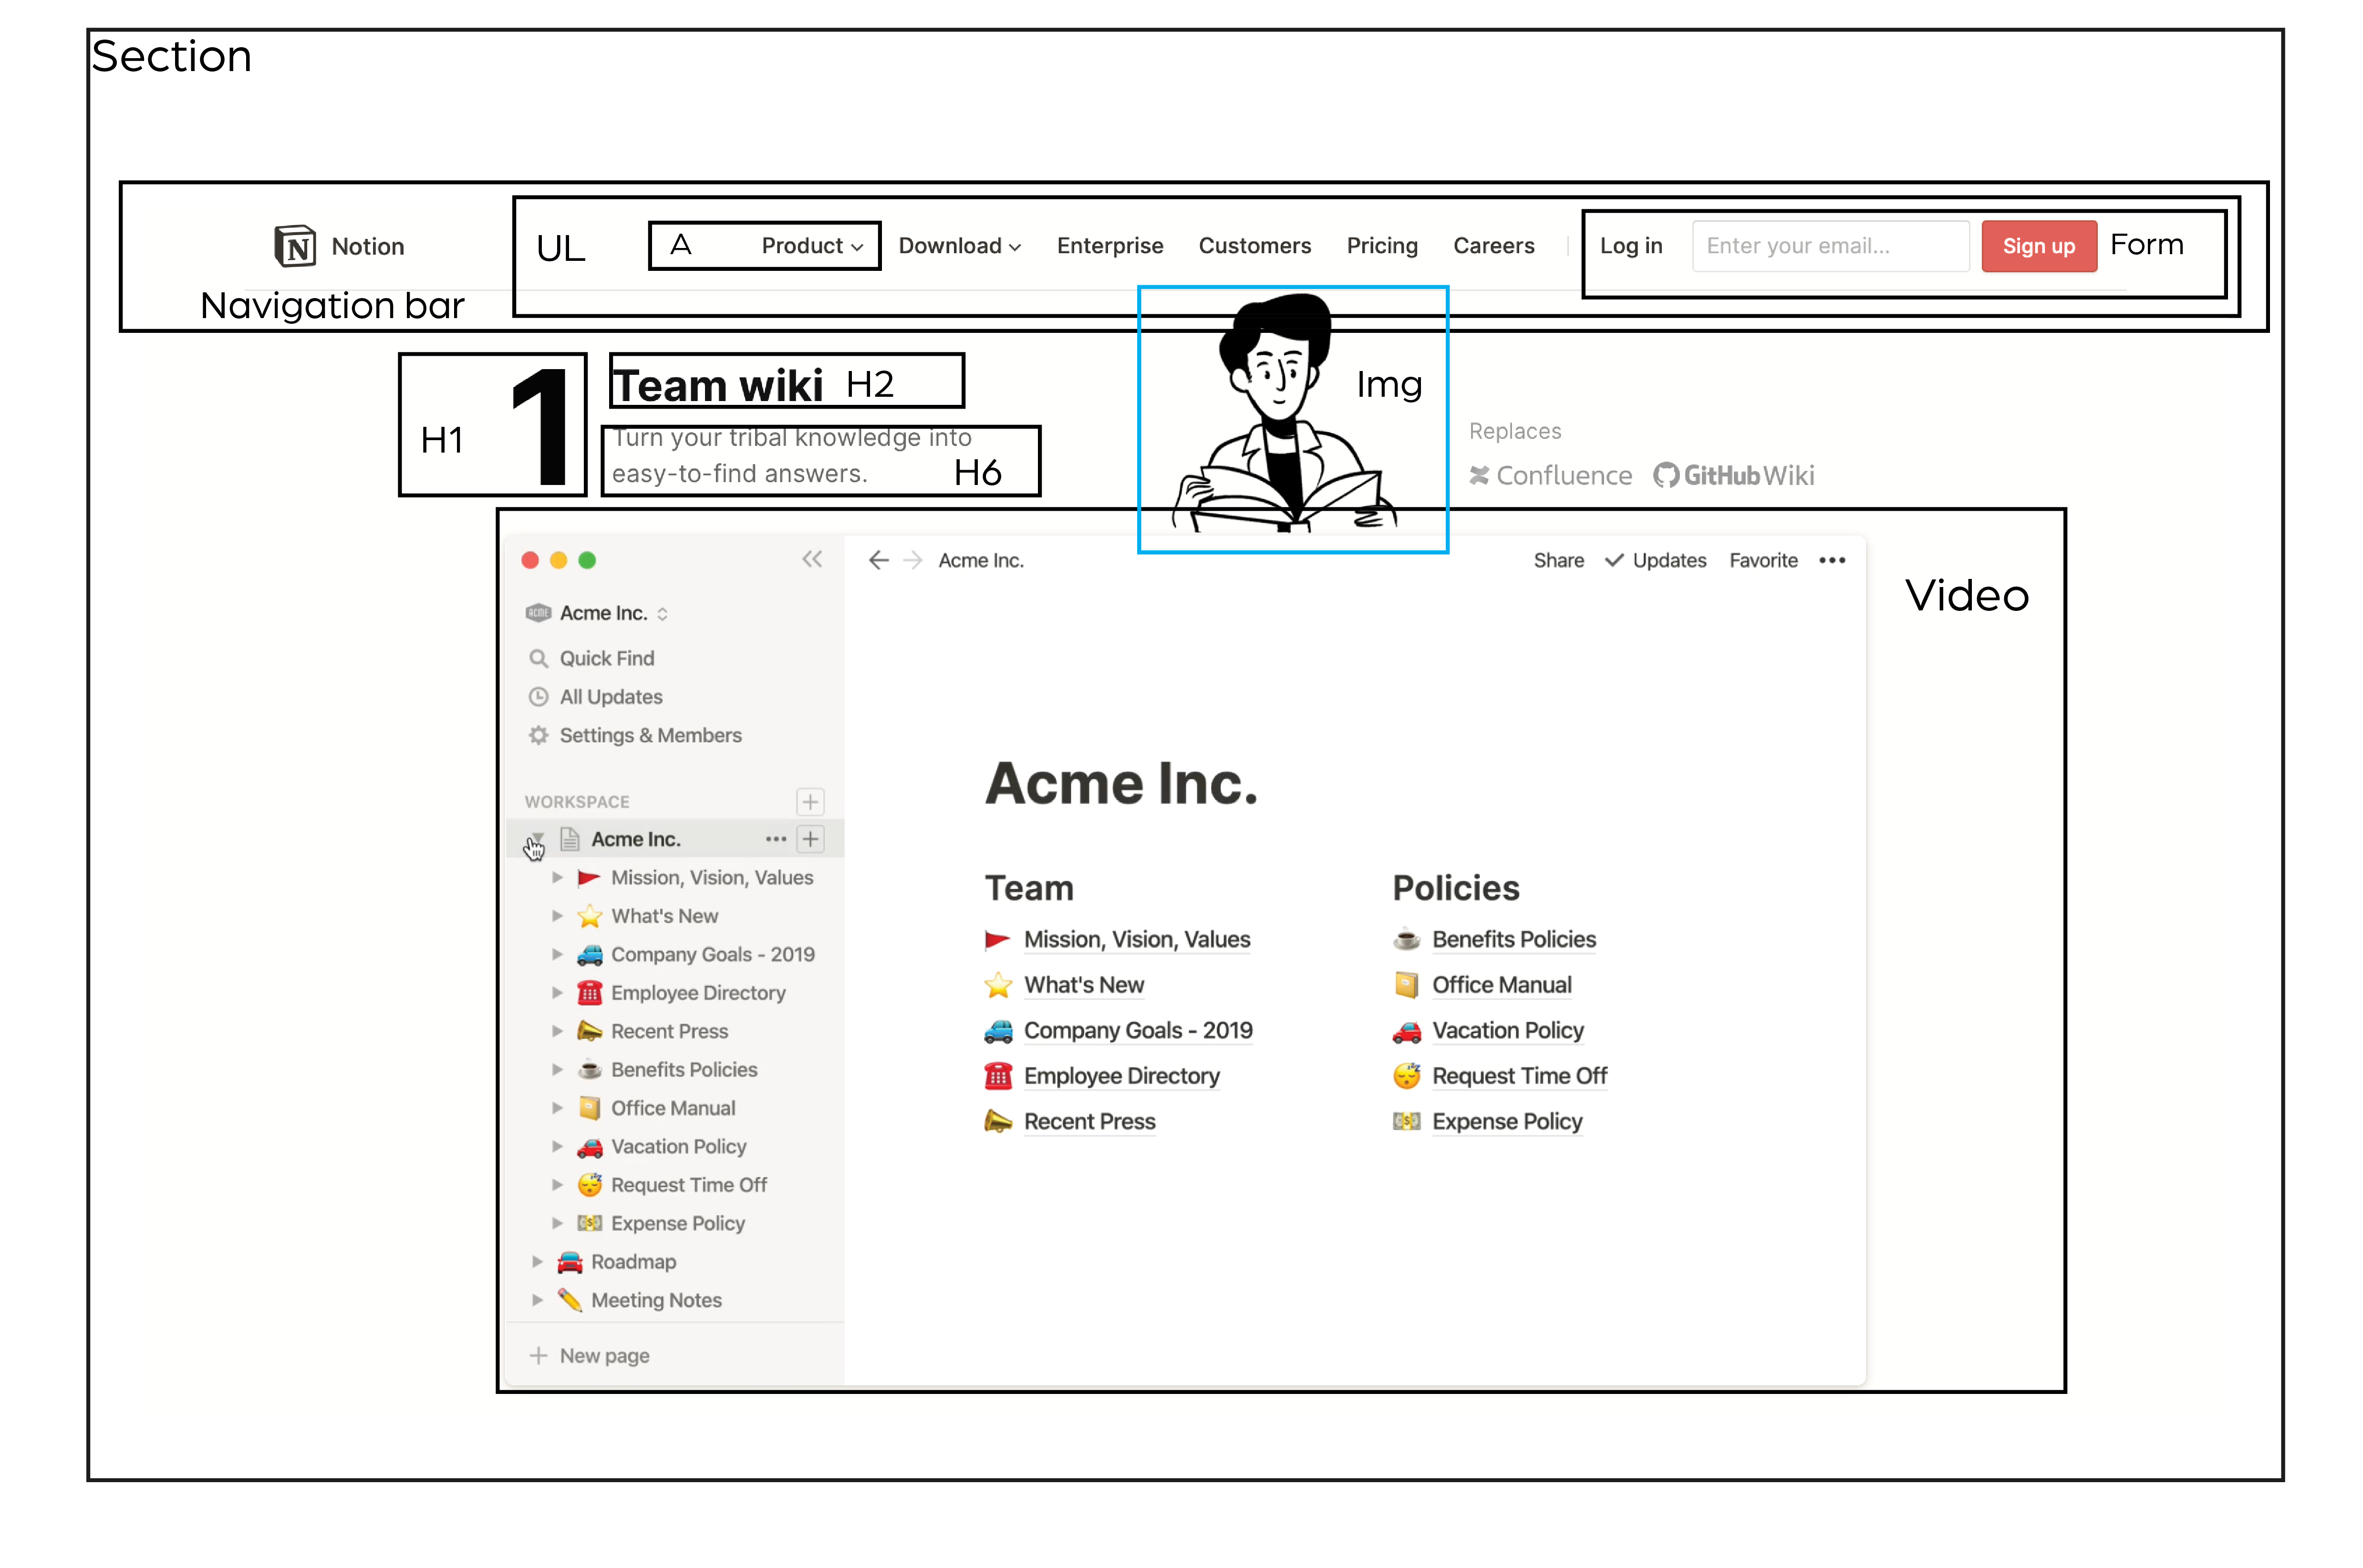 Section
Notion
UL
A
Product
Download
Enterprise
Customers
Pricing
Careers
Log in
Enter your email...
Sign up
Form
Navigation bar
H1
1
Team wiki
H2
Turn your tribal knowledge into
easy-to-find answers.
H6
Img
Replaces
Confluence
GitHub Wiki
Video
Acme Inc.
Share
Updates
Favorite
ACME
Acme Inc.
Quick Find
All Updates
Settings & Members
WORKSPACE
Acme Inc.
Mission, Vision, Values
What's New
Company Goals - 2019
Employee Directory
Recent Press
Benefits Policies
Office Manual
Vacation Policy
Request Time Off
Expense Policy
Roadmap
Meeting Notes
New page
Acme Inc.
Team
Mission, Vision, Values
What's New
Company Goals - 2019
Employee Directory
Recent Press
Policies
Benefits Policies
Office Manual
Vacation Policy
Request Time Off
Expense Policy